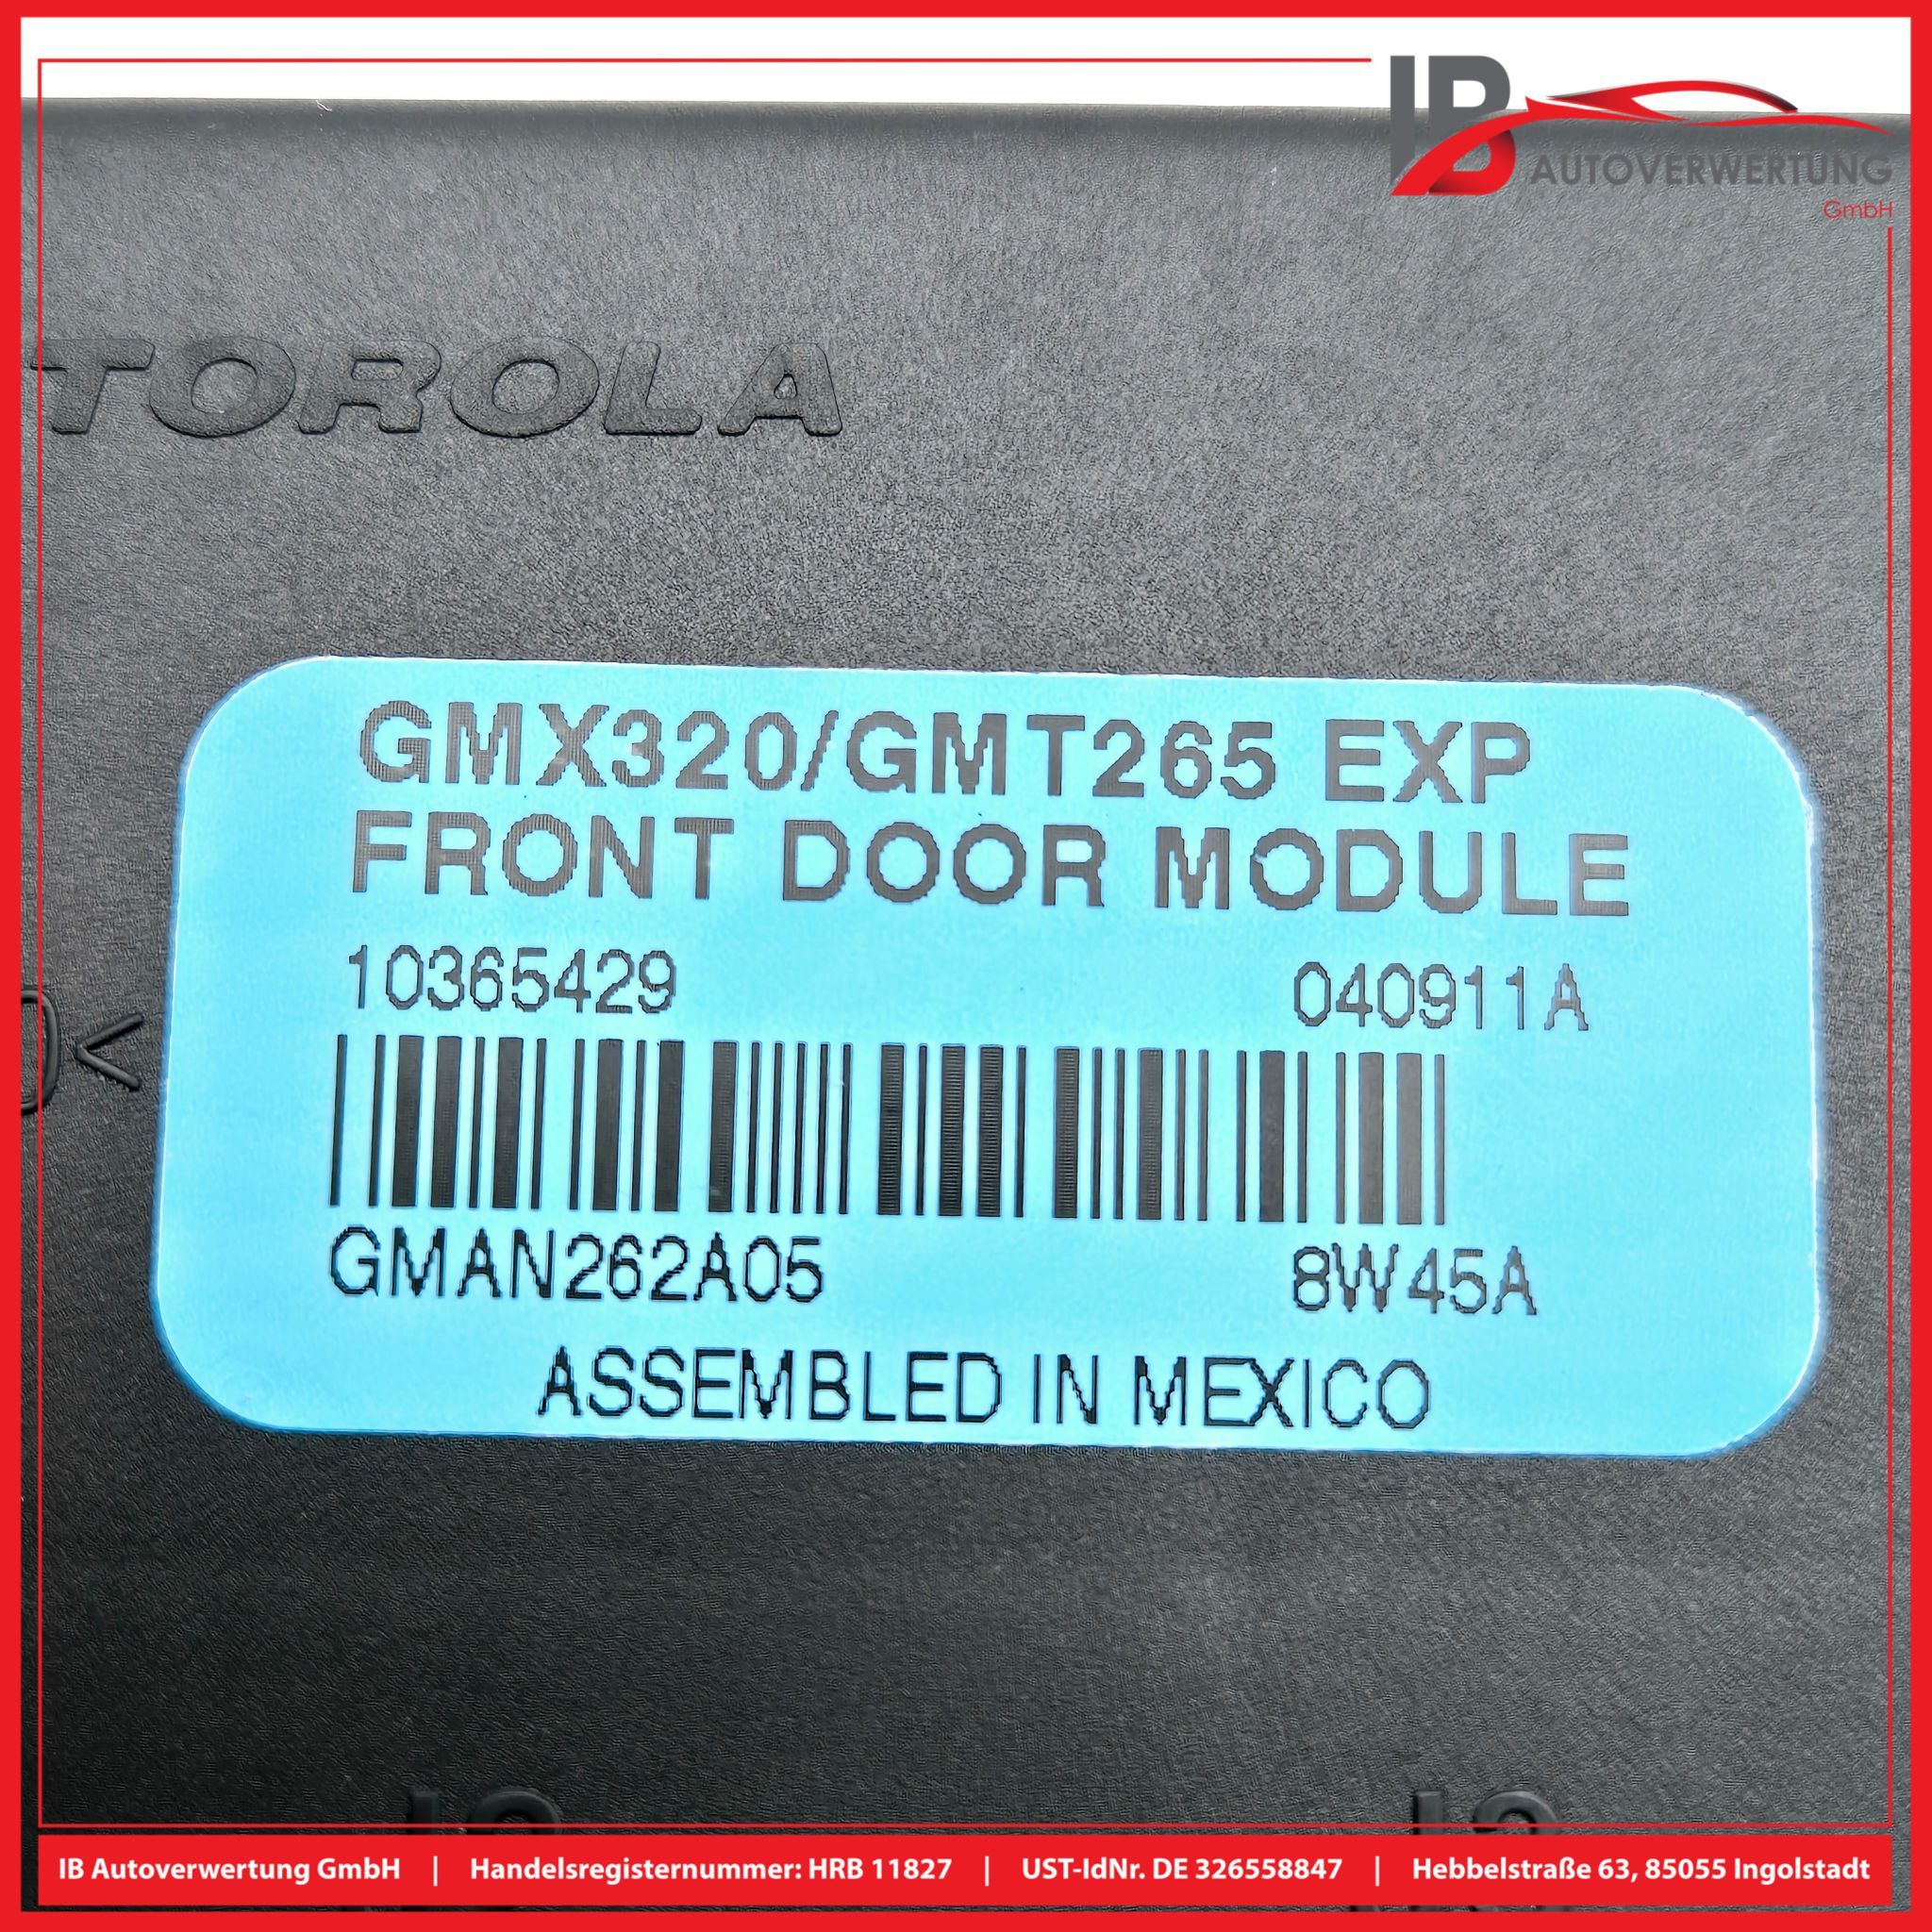 IB
AUTOVERWERTUNG
GmbH
TOROLA
GMX320/GMT265 EXP
FRONT DOOR MODULE
10365429 040911A
GMAN262A05 8W45A
ASSEMBLED IN MEXICO
IB Autoverwertung GmbH | Handelsregisternummer: HRB 11827 | UST-IdNr. DE 326558847 | Hebbelstraße 63, 85055 Ingolstadt